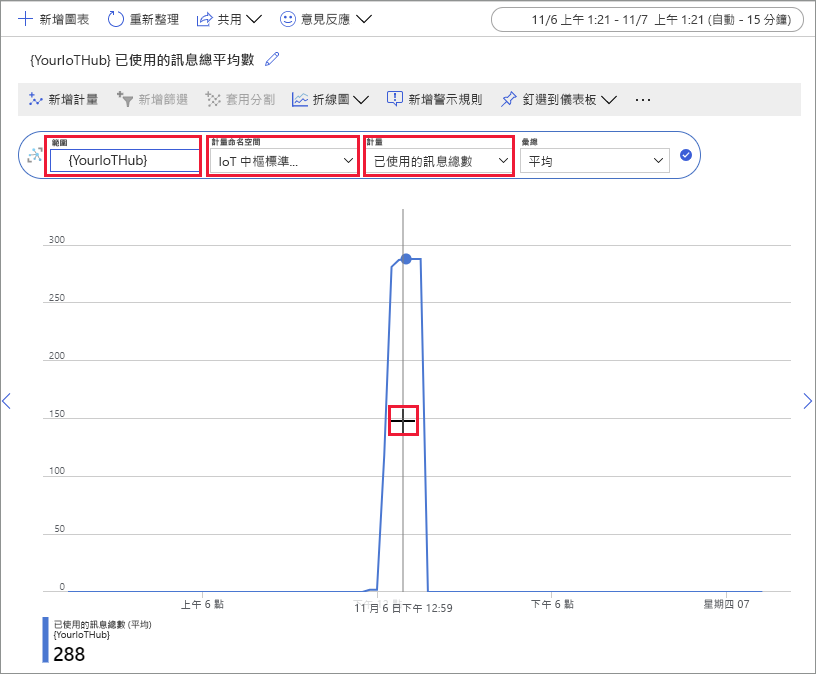 新增圖表 重新整理 共用 意見反應 11/6 上午 1:21 - 11/7 上午 1:21 (自動 - 15 分鐘)
{YourIoTHub} 已使用的訊息總平均數
新增計量 新增篩選 套用分割 折線圖 新增警示規則 釘選到儀表板 ...
範圍 計量命名空間 計量 彙總
{YourIoTHub} IoT 中樞標準... 已使用的訊息總數 平均
300
250
200
150
100
50
0
上午 6 點 11 月 6 日下午 12:59 下午 6 點 星期四 07
已使用的訊息總數 (平均)
{YourIoTHub}
288